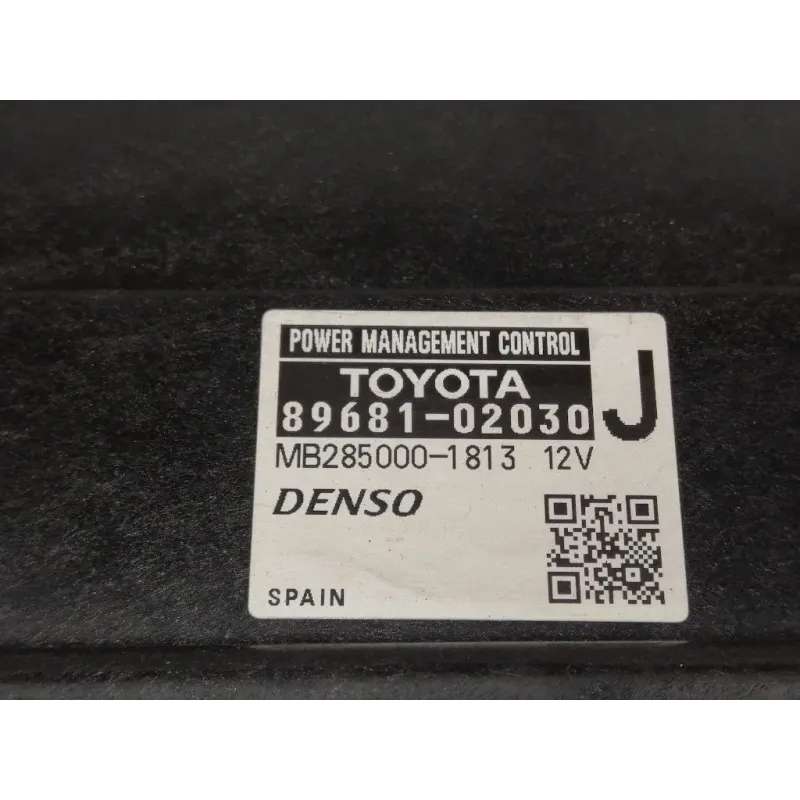 POWER MANAGEMENT CONTROL
TOYOTA
89681-02030 J
MB285000-1813 12V
DENSO
SPAIN